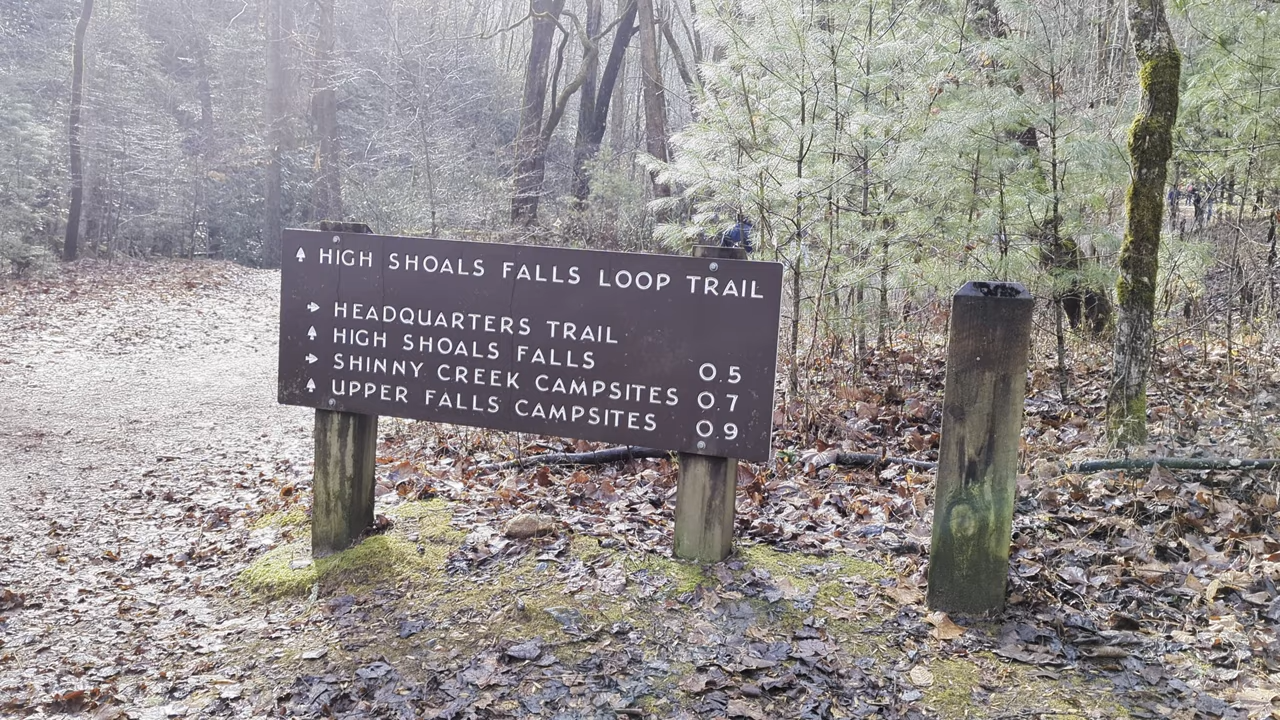 HIGH SHOALS FALLS LOOP TRAIL
HEADQUARTERS TRAIL
HIGH SHOALS FALLS 0.5
SHINNY CREEK CAMPSITES 0.7
UPPER FALLS CAMPSITES 0.9